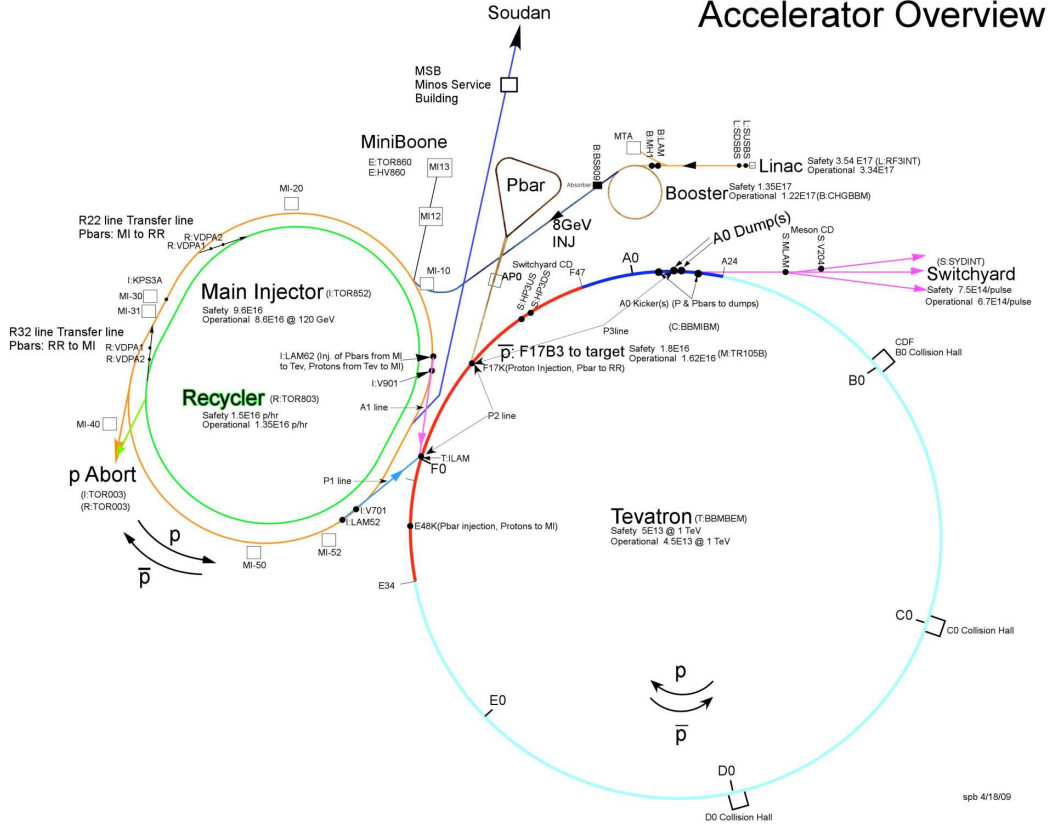 Accelerator Overview
Soudan
MSB
Minos Service
Building
MiniBoone
E:TOR860
E:HV860
MI13
MI12
MI-10
Pbar
AP0
8GeV
INJ
Absorber
B:BS809
MTA
B:MH1
B:LAM
L:SDSBS
L:SUSBS
Linac
Safety 3.54 E17 (L:RF3INT)
Operational 3.34E17
Booster
Safety 1.35E17
Operational 1.22E17(B:CHGBBM)
MI-20
R22 line Transfer line
Pbars: MI to RR
R:VDPA2
R:VDPA1
I:KPS3A
MI-30
MI-31
R32 line Transfer line
Pbars: RR to MI
R:VDPA1
R:VDPA2
Main Injector (I:TOR852)
Safety 9.6E16
Operational 8.6E16 @ 120 GeV
I:LAM62 (Inj. of Pbars from MI
to Tev, Protons from Tev to MI)
I:V901
Recycler (R:TOR803)
Safety 1.5E16 p/hr
Operational 1.35E16 p/hr
A1 line
MI-40
p Abort
(I:TOR003)
(R:TOR003)
P1 line
I:V701
I:LAM52
MI-52
MI-50
p
p̅
Switchyard CD
S:HP3US
S:HP3DS
F47
A0
A0 Dump(s)
A24
Meson CD
S:MLAM
S:V204
(S:SYDINT)
Switchyard
Safety 7.5E14/pulse
Operational 6.7E14/pulse
A0 Kicker(s) (P & Pbars to dumps)
P3line
(C:BBMIBM)
p̅: F17B3 to target
Safety 1.8E16
Operational 1.62E16
(M:TR105B)
F17K(Proton Injection, Pbar to RR)
P2 line
T:ILAM
F0
E48K(Pbar injection, Protons to MI)
E34
Tevatron (T:BBMBEM)
Safety 5E13 @ 1 TeV
Operational 4.5E13 @ 1 TeV
CDF
B0 Collision Hall
B0
C0
C0 Collision Hall
E0
p
p̅
D0
D0 Collision Hall
spb 4/18/09